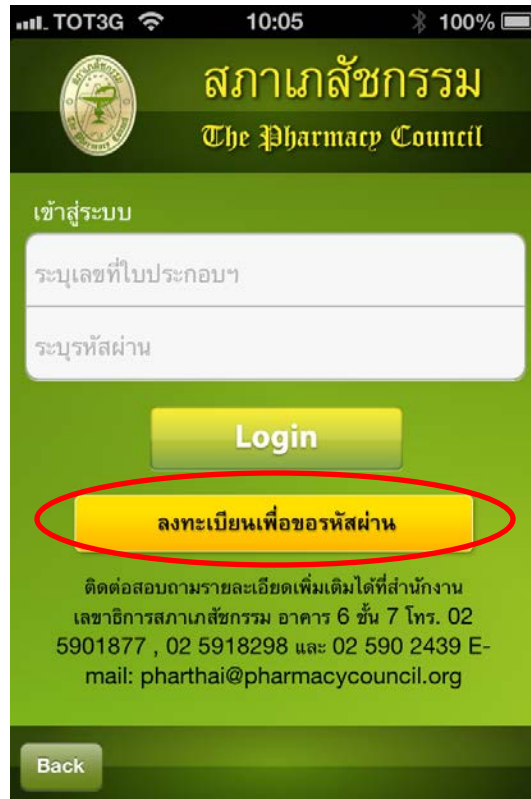 TOT3G 10:05 100%
สภาเภสัชกรรม
The Pharmacy Council
เข้าสู่ระบบ
ระบุเลขที่ใบประกอบฯ
ระบุรหัสผ่าน
Login
ลงทะเบียนเพื่อขอรหัสผ่าน
ติดต่อสอบถามรายละเอียดเพิ่มเติมได้ที่สำนักงาน
เลขาธิการสภาเภสัชกรรม อาคาร 6 ชั้น 7 โทร. 02
5901877 , 02 5918298 และ 02 590 2439 E-
mail: pharthai@pharmacycouncil.org
Back